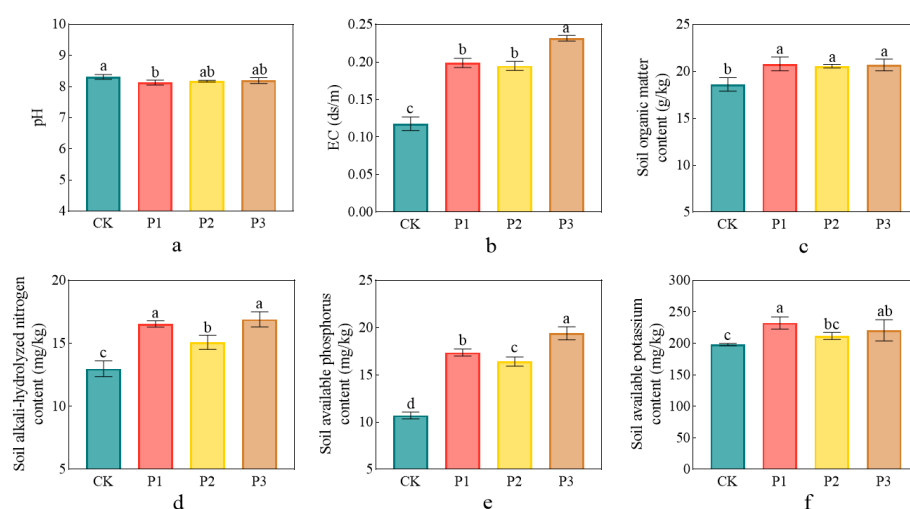 pH
10
9
8
7
6
5
4
a
b
ab
ab
CK P1 P2 P3
a
EC (ds/m)
0.25
0.20
0.15
0.10
0.05
0.00
c
b
b
a
CK P1 P2 P3
b
Soil organic matter
content (g/kg)
25
20
15
10
5
b
a
a
a
CK P1 P2 P3
c
Soil alkali-hydrolyzed nitrogen
content (mg/kg)
20
15
10
5
c
a
b
a
CK P1 P2 P3
d
Soil available phosphorus
content (mg/kg)
25
20
15
10
5
d
b
c
a
CK P1 P2 P3
e
Soil available potassium
content (mg/kg)
300
250
200
150
100
50
0
c
a
bc
ab
CK P1 P2 P3
f